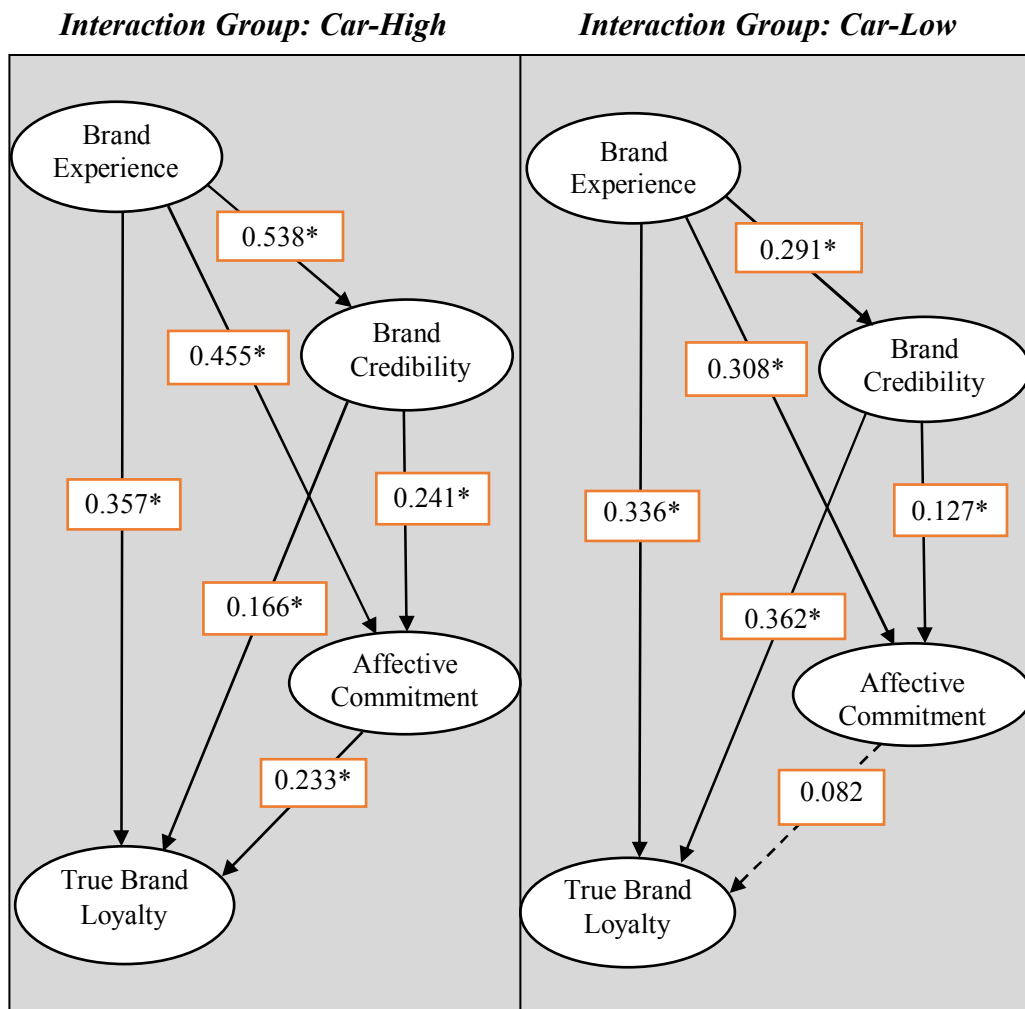 Interaction Group: Car-High
Brand
Experience
0.538*
0.455*
Brand
Credibility
0.357*
0.241*
0.166*
Affective
Commitment
0.233*
True Brand
Loyalty
Interaction Group: Car-Low
Brand
Experience
0.291*
0.308*
Brand
Credibility
0.336*
0.127*
0.362*
Affective
Commitment
0.082
True Brand
Loyalty